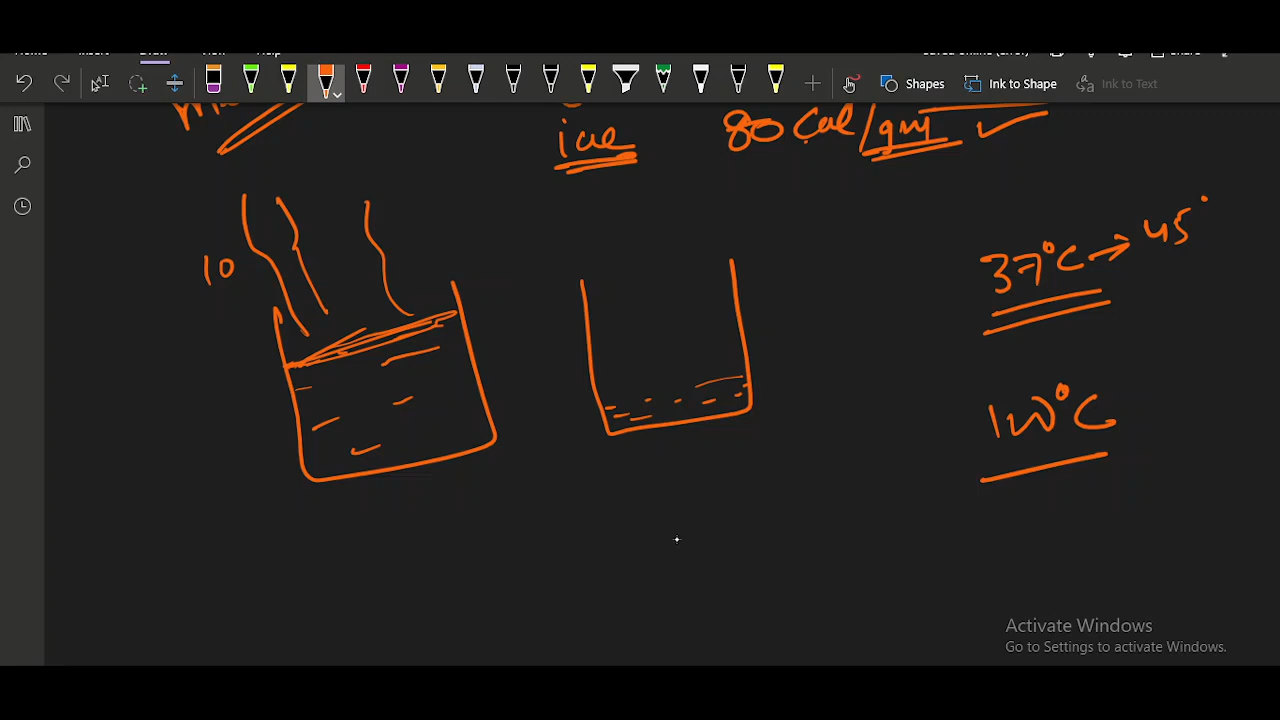 Shapes
Ink to Shape
Ink to Text
ice
80 Cal/gm
10
37°C → 45°
100°C
Activate Windows
Go to Settings to activate Windows.